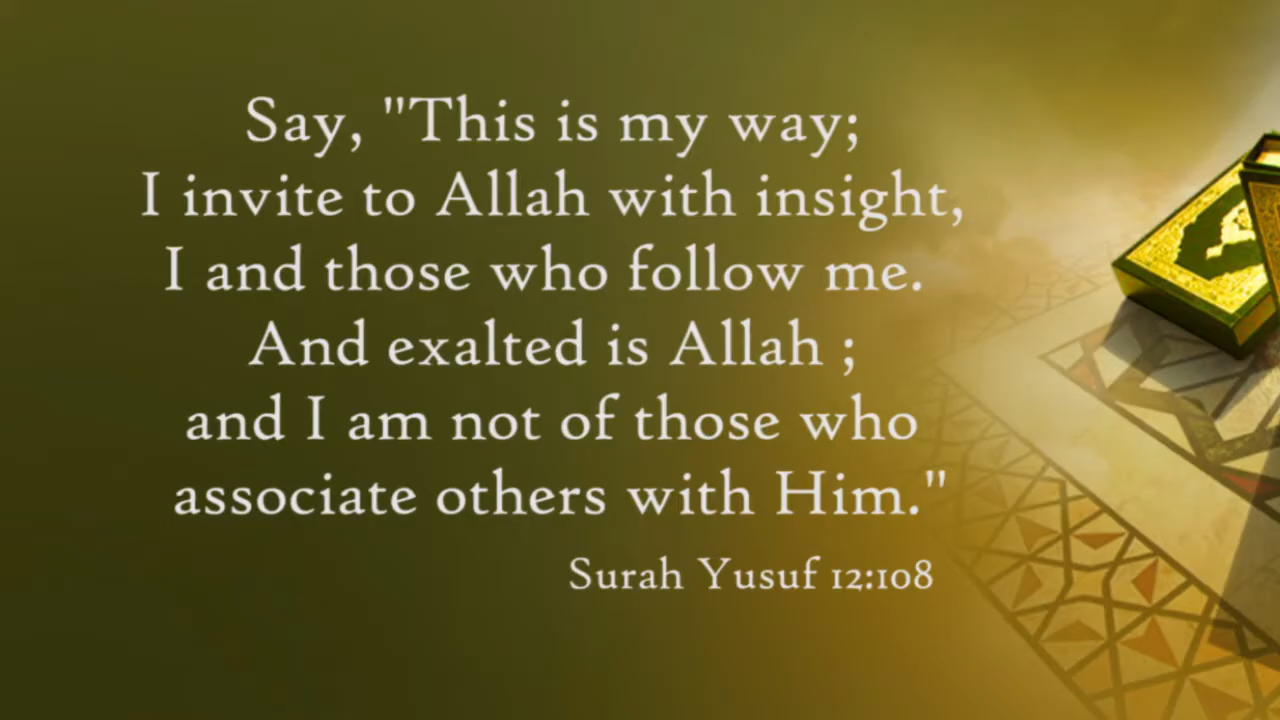 Say, "This is my way;
I invite to Allah with insight,
I and those who follow me.
And exalted is Allah ;
and I am not of those who
associate others with Him."
Surah Yusuf 12:108